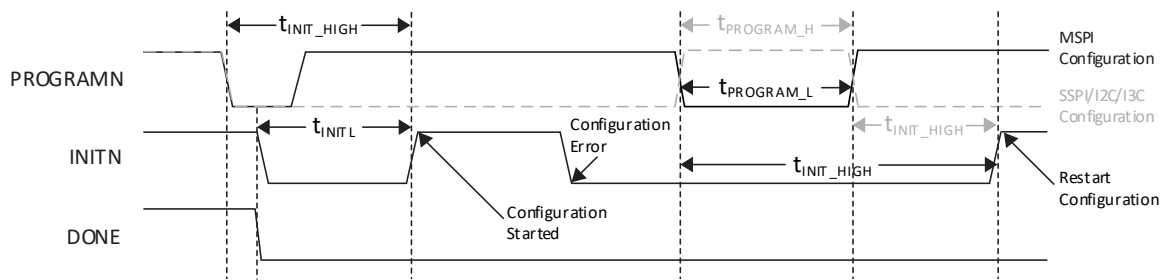 tINIT_HIGH
tPROGRAM_H
MSPI
Configuration
PROGRAMN
tPROGRAM_L
SSPI/I2C/I3C
Configuration
tINITL
Configuration
Error
tINIT_HIGH
INITN
tINIT_HIGH
Restart
Configuration
Configuration
Started
DONE